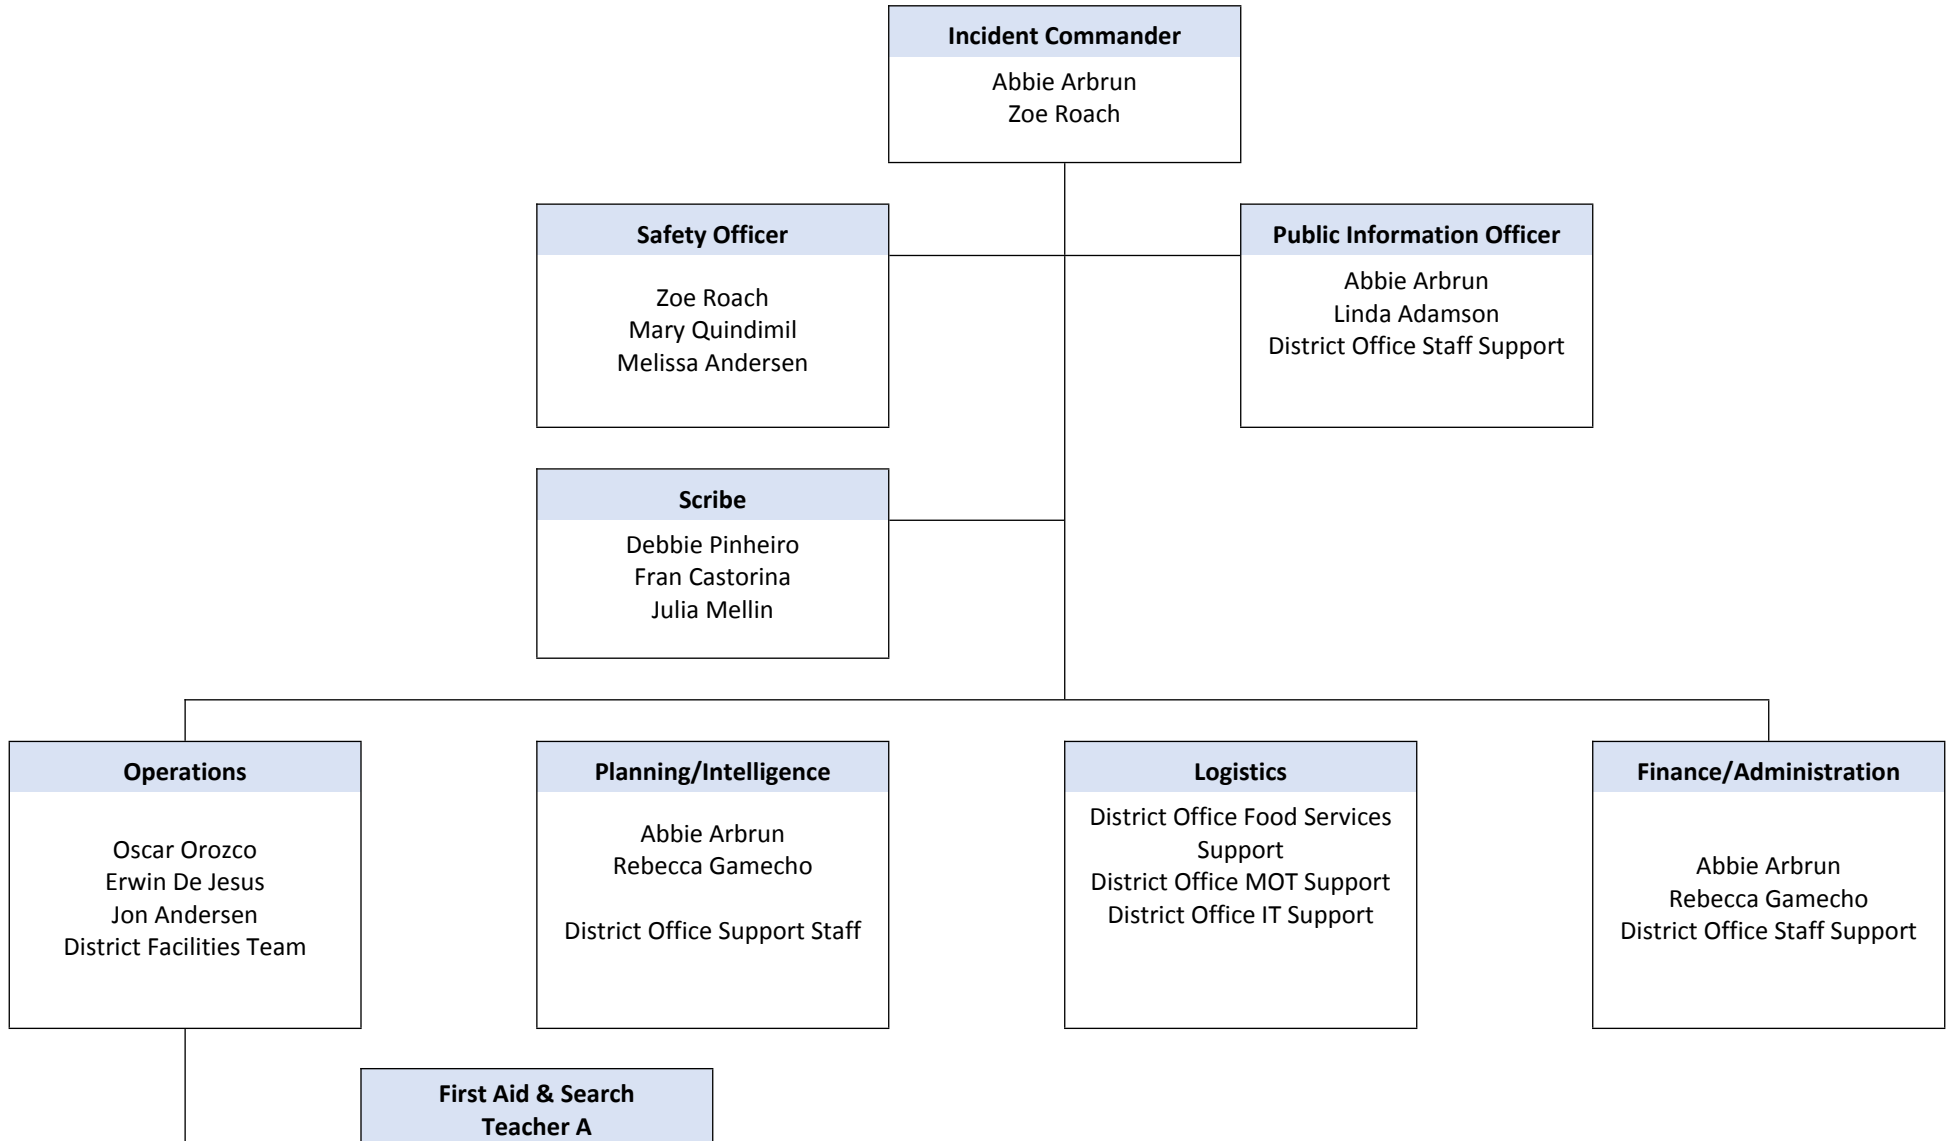 Incident Commander
Abbie Arbrun
Zoe Roach
Safety Officer
Zoe Roach
Mary Quindimil
Melissa Andersen
Public Information Officer
Abbie Arbrun
Linda Adamson
District Office Staff Support
Scribe
Debbie Pinheiro
Fran Castorina
Julia Mellin
Operations
Oscar Orozco
Erwin De Jesus
Jon Andersen
District Facilities Team
Planning/Intelligence
Abbie Arbrun
Rebecca Gamecho
District Office Support Staff
Logistics
District Office Food Services
Support
District Office MOT Support
District Office IT Support
Finance/Administration
Abbie Arbrun
Rebecca Gamecho
District Office Staff Support
First Aid & Search
Teacher A